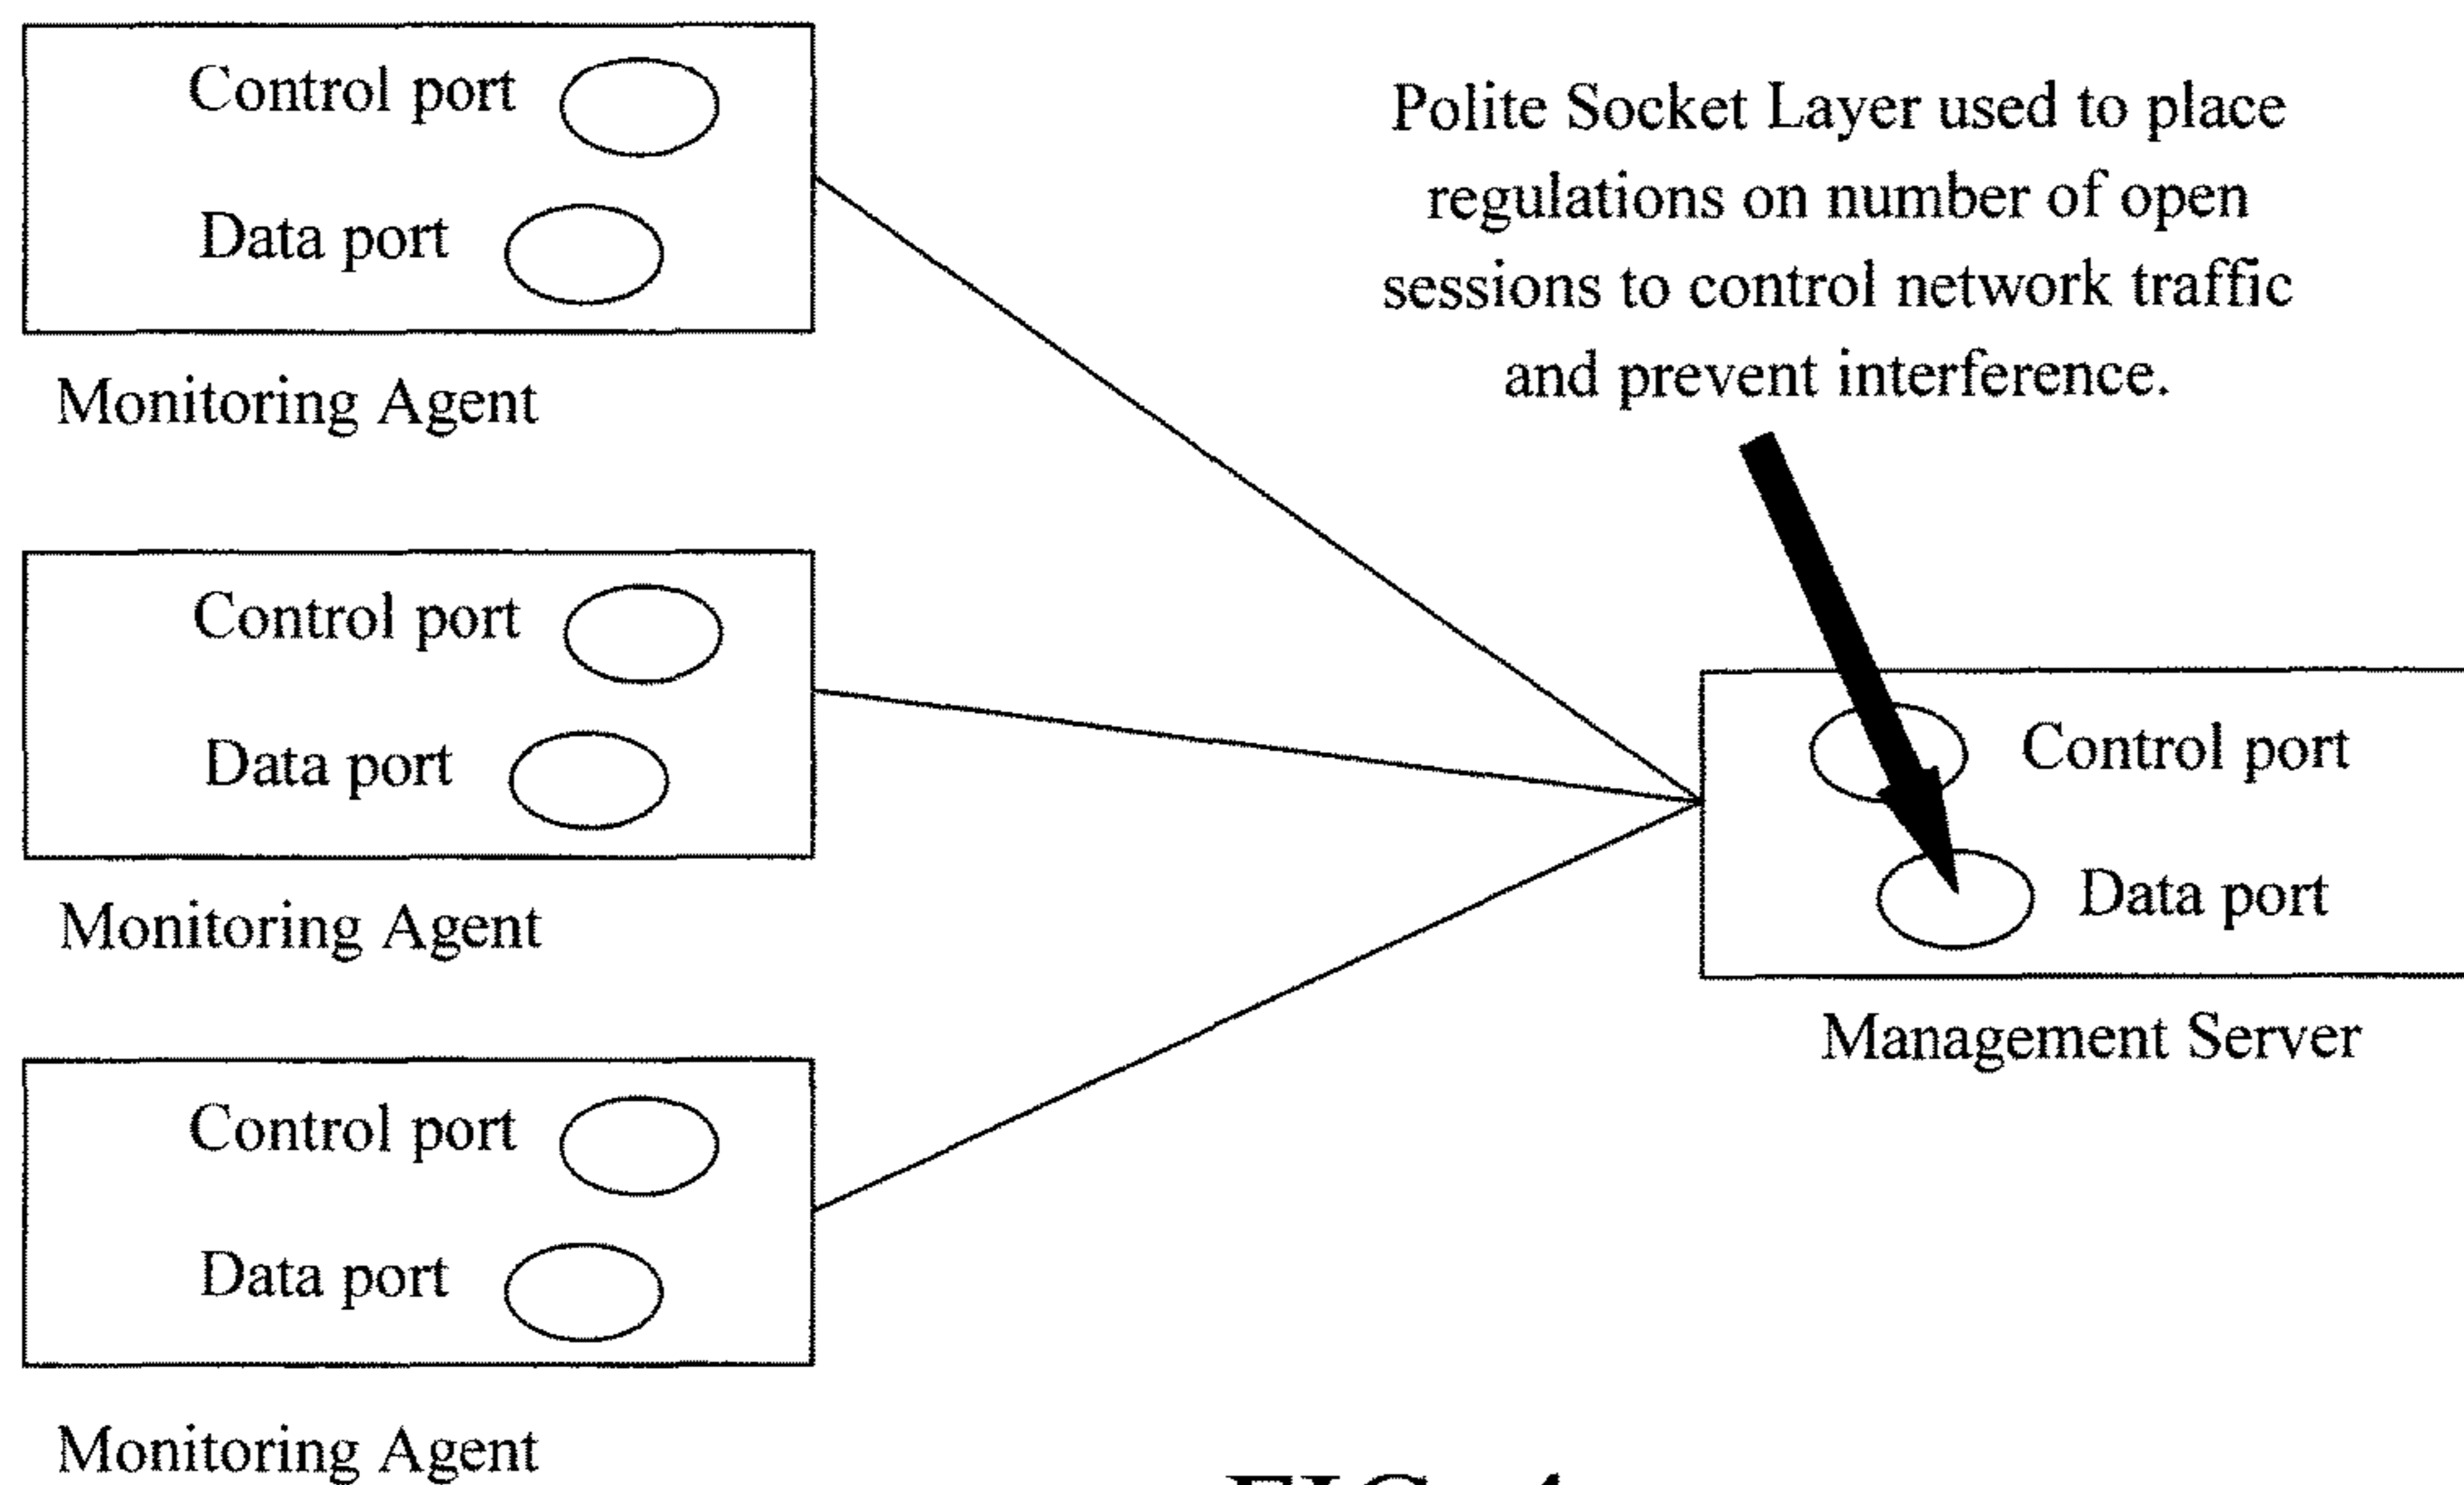 Control port
Data port
Monitoring Agent
Polite Socket Layer used to place
regulations on number of open
sessions to control network traffic
and prevent interference.
Control port
Data port
Monitoring Agent
Control port
Data port
Management Server
Control port
Data port
Monitoring Agent